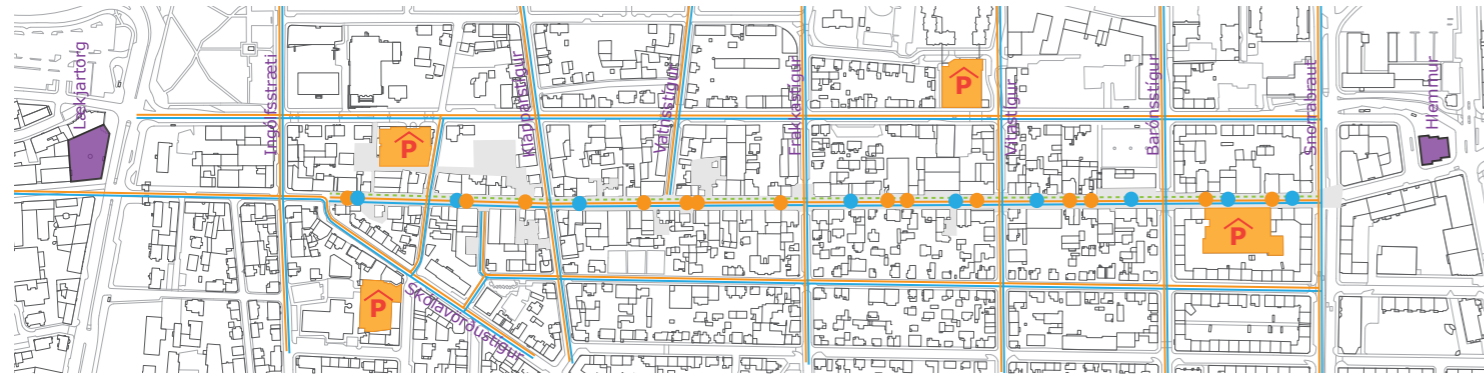 Lækjartorg
Ingólfsstræti
P
P
Skólavörðustígur
Klapparstígur
Vatnsstígur
Frakkastígur
P
Vitastígur
Barónsstígur
P
Snorrabraut
Hlemmur